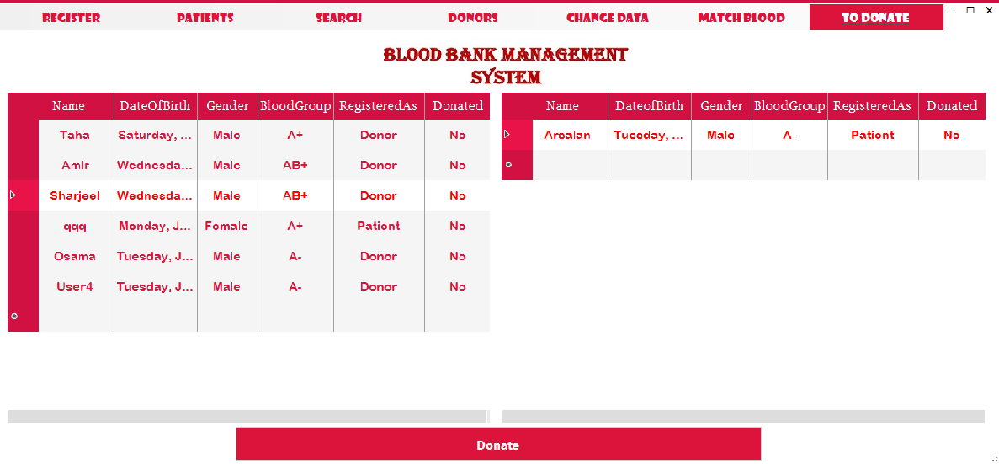 REGISTER PATIENTS SEARCH DONORS CHANGE DATA MATCH BLOOD TO DONATE
BLOOD BANK MANAGEMENT
SYSTEM
Name DateOfBirth Gender BloodGroup RegisteredAs Donated
Taha Saturday, ... Male A+ Donor No
Amir Wednesda... Male AB+ Donor No
Sharjeel Wednesda... Male AB+ Donor No
qqq Monday, J... Female A+ Patient No
Osama Tuesday, J... Male A- Donor No
User4 Tuesday, J... Male A- Donor No
Name DateofBirth Gender BloodGroup RegisteredAs Donated
Arsalan Tuesday, ... Male A- Patient No
Donate